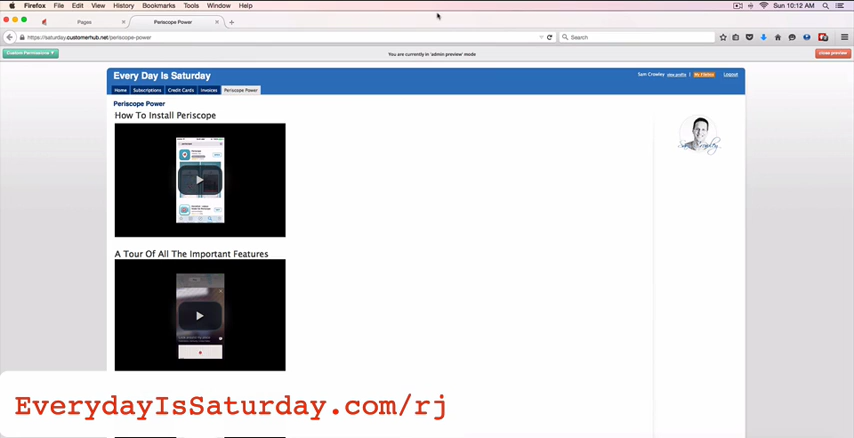 Firefox File Edit View History Bookmarks Tools Window Help Sun 10:12 AM
Pages Periscope Power
https://saturday.customerhub.net/periscope-power Search
Custom Permissions You are currently in 'admin preview' mode close preview
Every Day Is Saturday
Sam Crowley view profile Logout
Home Subscriptions Credit Cards Invoices Periscope Power
Periscope Power
How To Install Periscope
A Tour Of All The Important Features
EverydayIsSaturday.com/rj